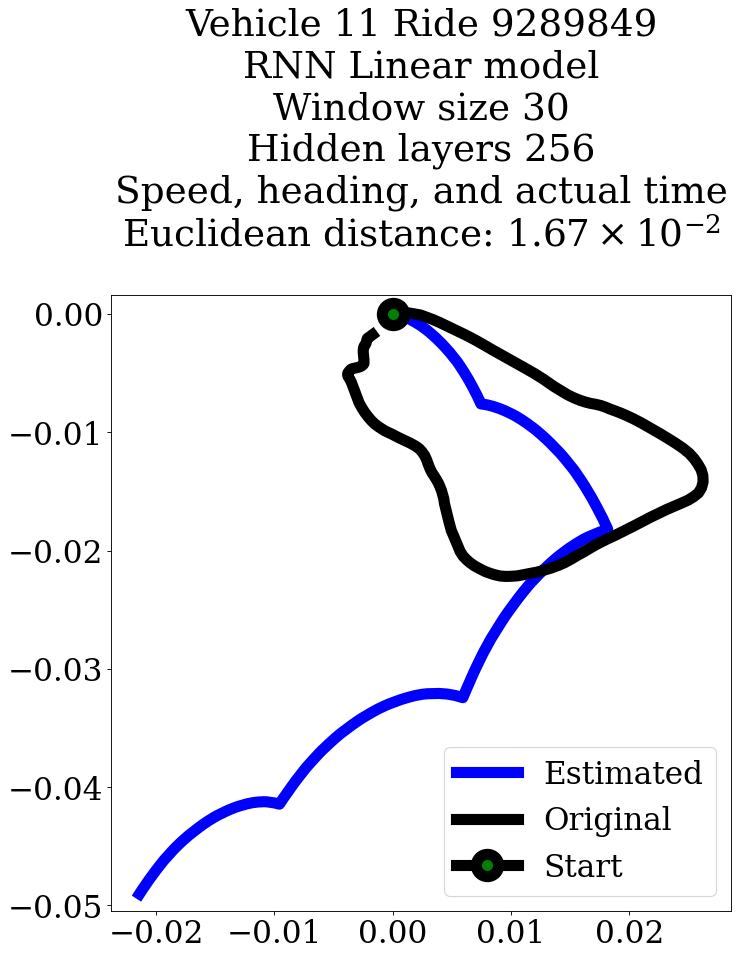 Vehicle 11 Ride 9289849
RNN Linear model
Window size 30
Hidden layers 256
Speed, heading, and actual time
Euclidean distance: 1.67 × 10⁻²
0.00
−0.01
−0.02
−0.03
−0.04
−0.05
Estimated
Original
Start
−0.02 −0.01 0.00 0.01 0.02